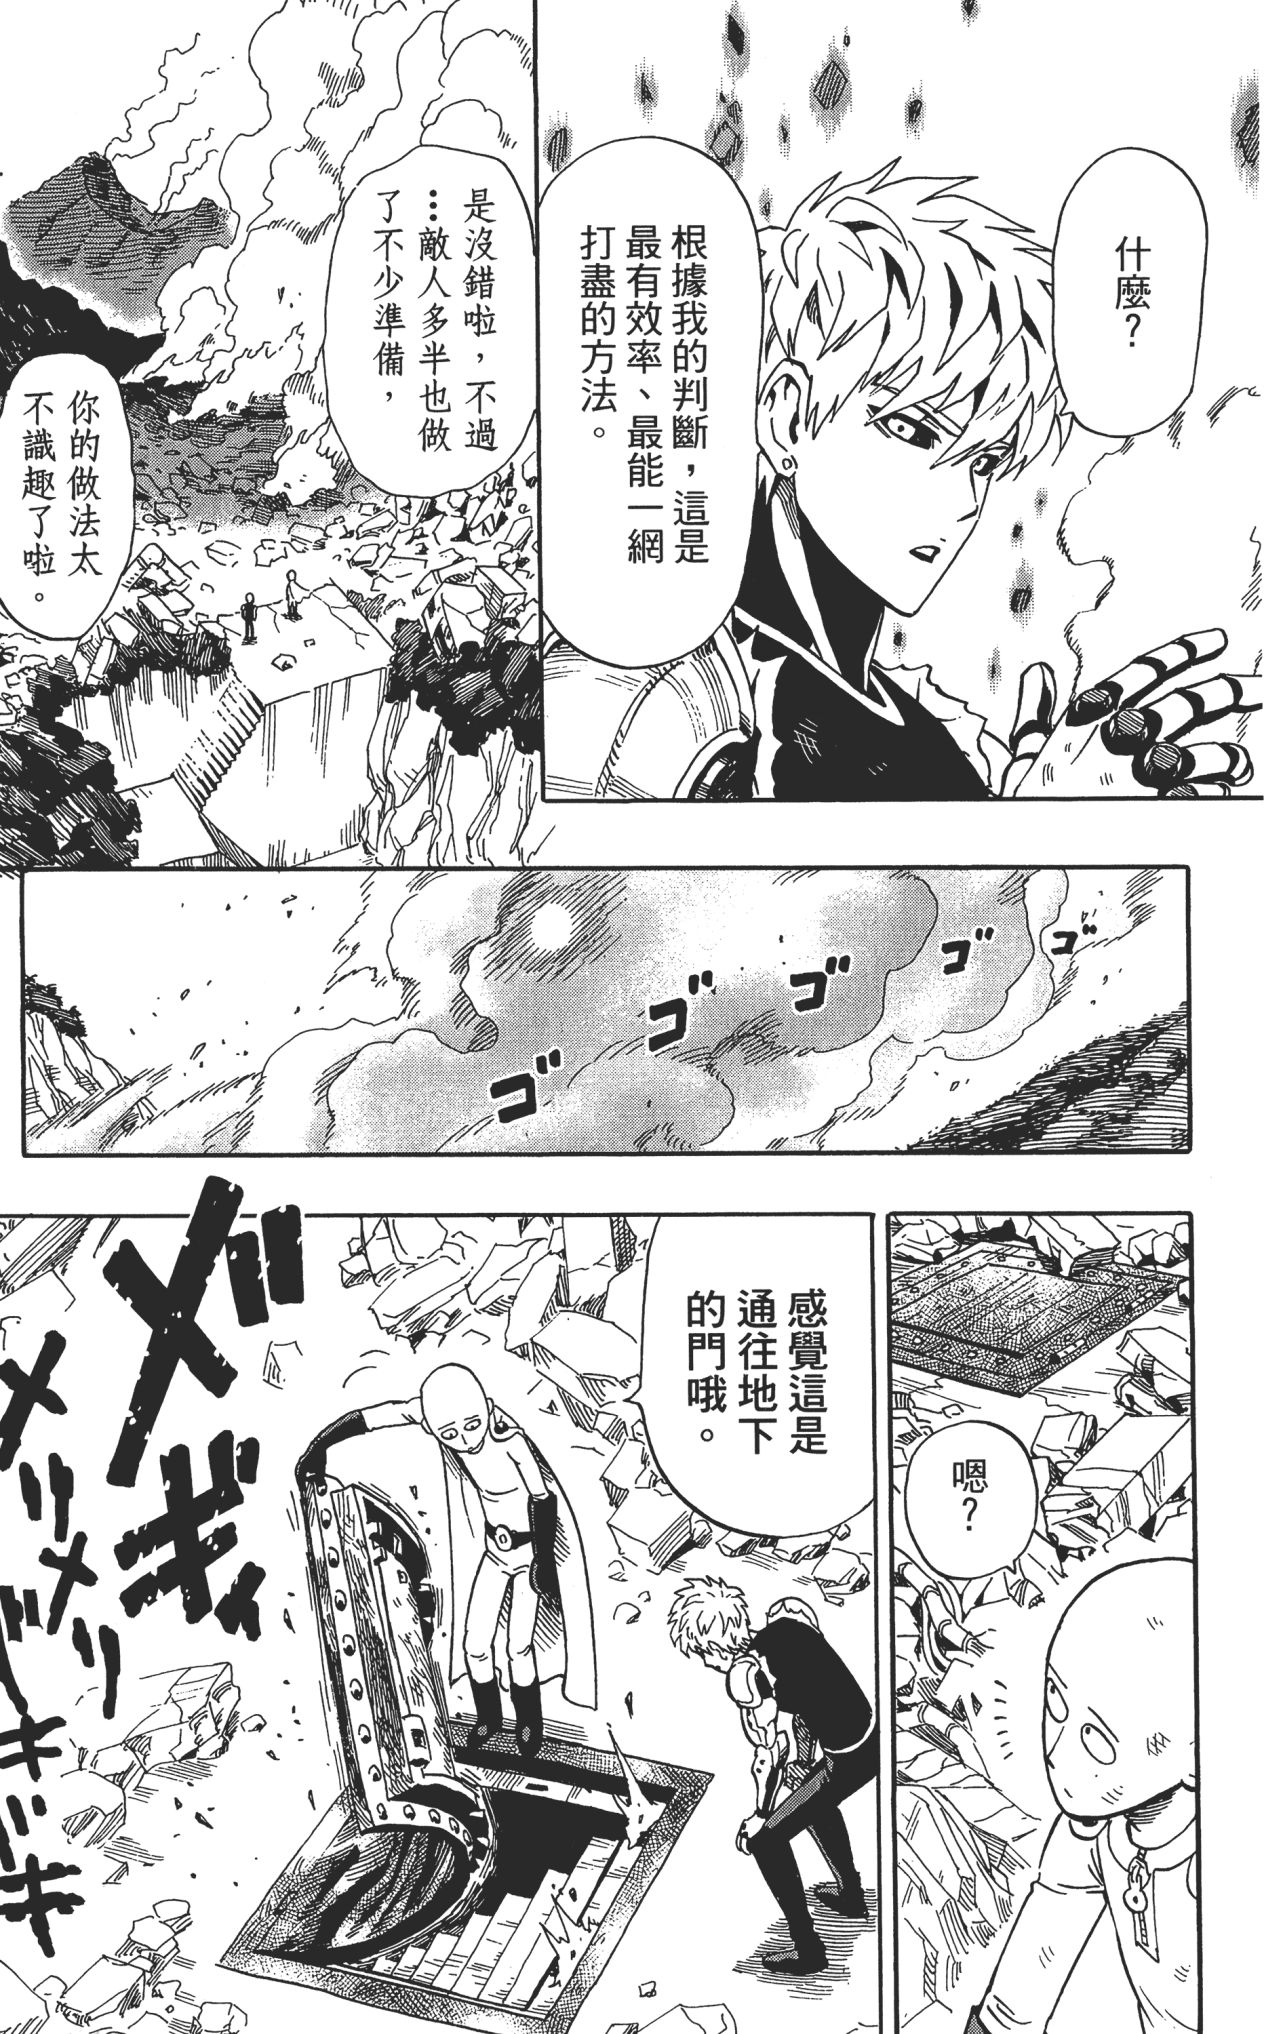 什麼？
根據我的判斷，這是
最有效率、最能一網
打盡的方法。
是沒錯啦，不過
…敵人多半也做
了不少準備，
你的做法太
不識趣了啦。
ゴ
ゴ
ゴ
ゴ
ゴ
嗯？
感覺這是
通往地下
的門哦。
メギィ
メメリリ
ギギギ